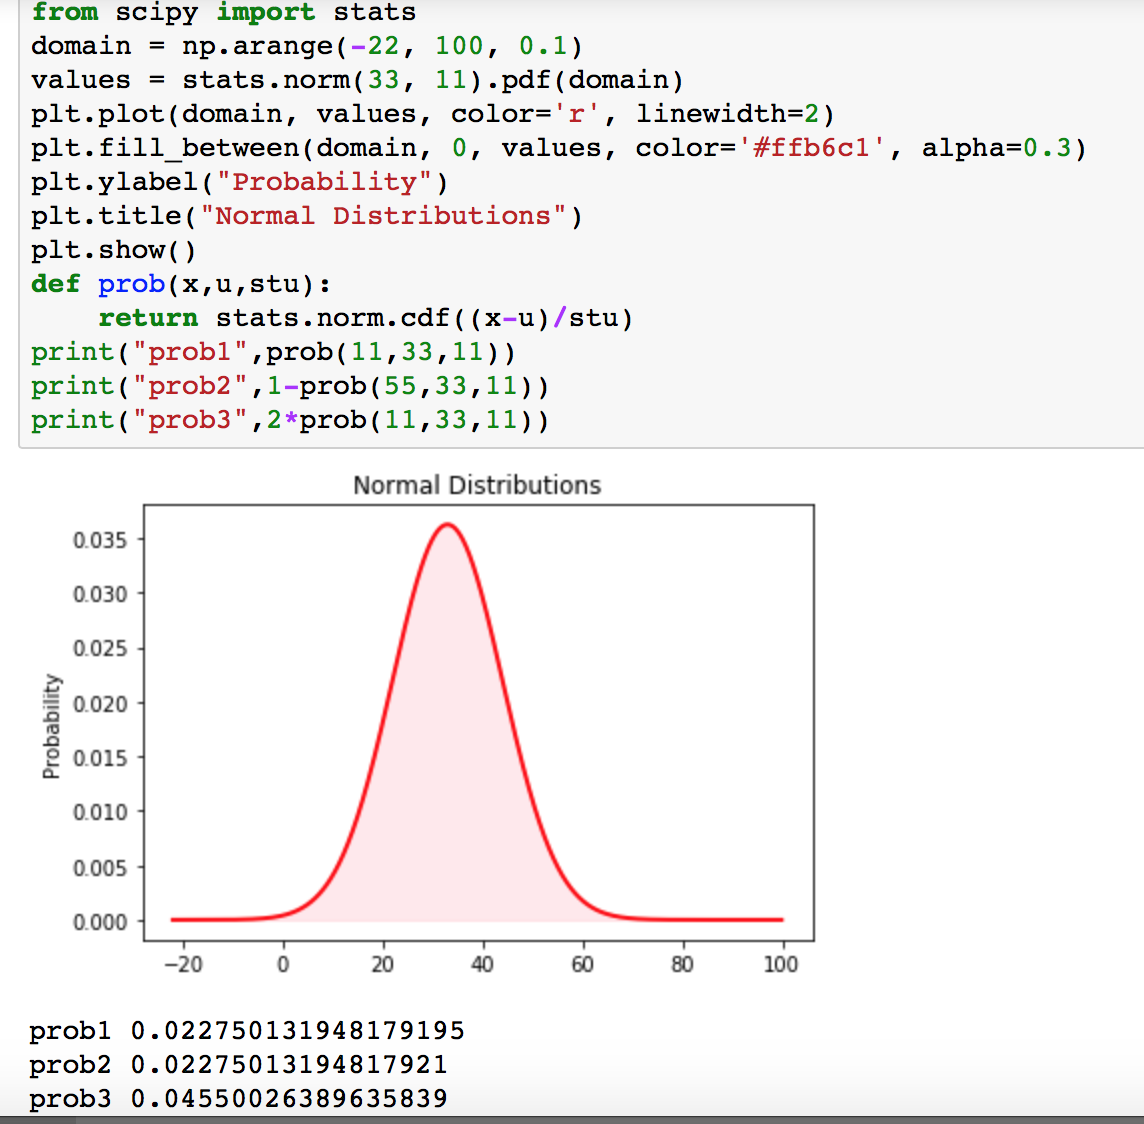 from scipy import stats
domain = np.arange(-22, 100, 0.1)
values = stats.norm(33, 11).pdf(domain)
plt.plot(domain, values, color='r', linewidth=2)
plt.fill_between(domain, 0, values, color='#ffb6c1', alpha=0.3)
plt.ylabel("Probability")
plt.title("Normal Distributions")
plt.show()
def prob(x,u,stu):
    return stats.norm.cdf((x-u)/stu)
print("prob1",prob(11,33,11))
print("prob2",1-prob(55,33,11))
print("prob3",2*prob(11,33,11))
Normal Distributions
0.035
0.030
0.025
0.020
0.015
0.010
0.005
0.000
Probability
−20 0 20 40 60 80 100
prob1 0.022750131948179195
prob2 0.02275013194817921
prob3 0.04550026389635839